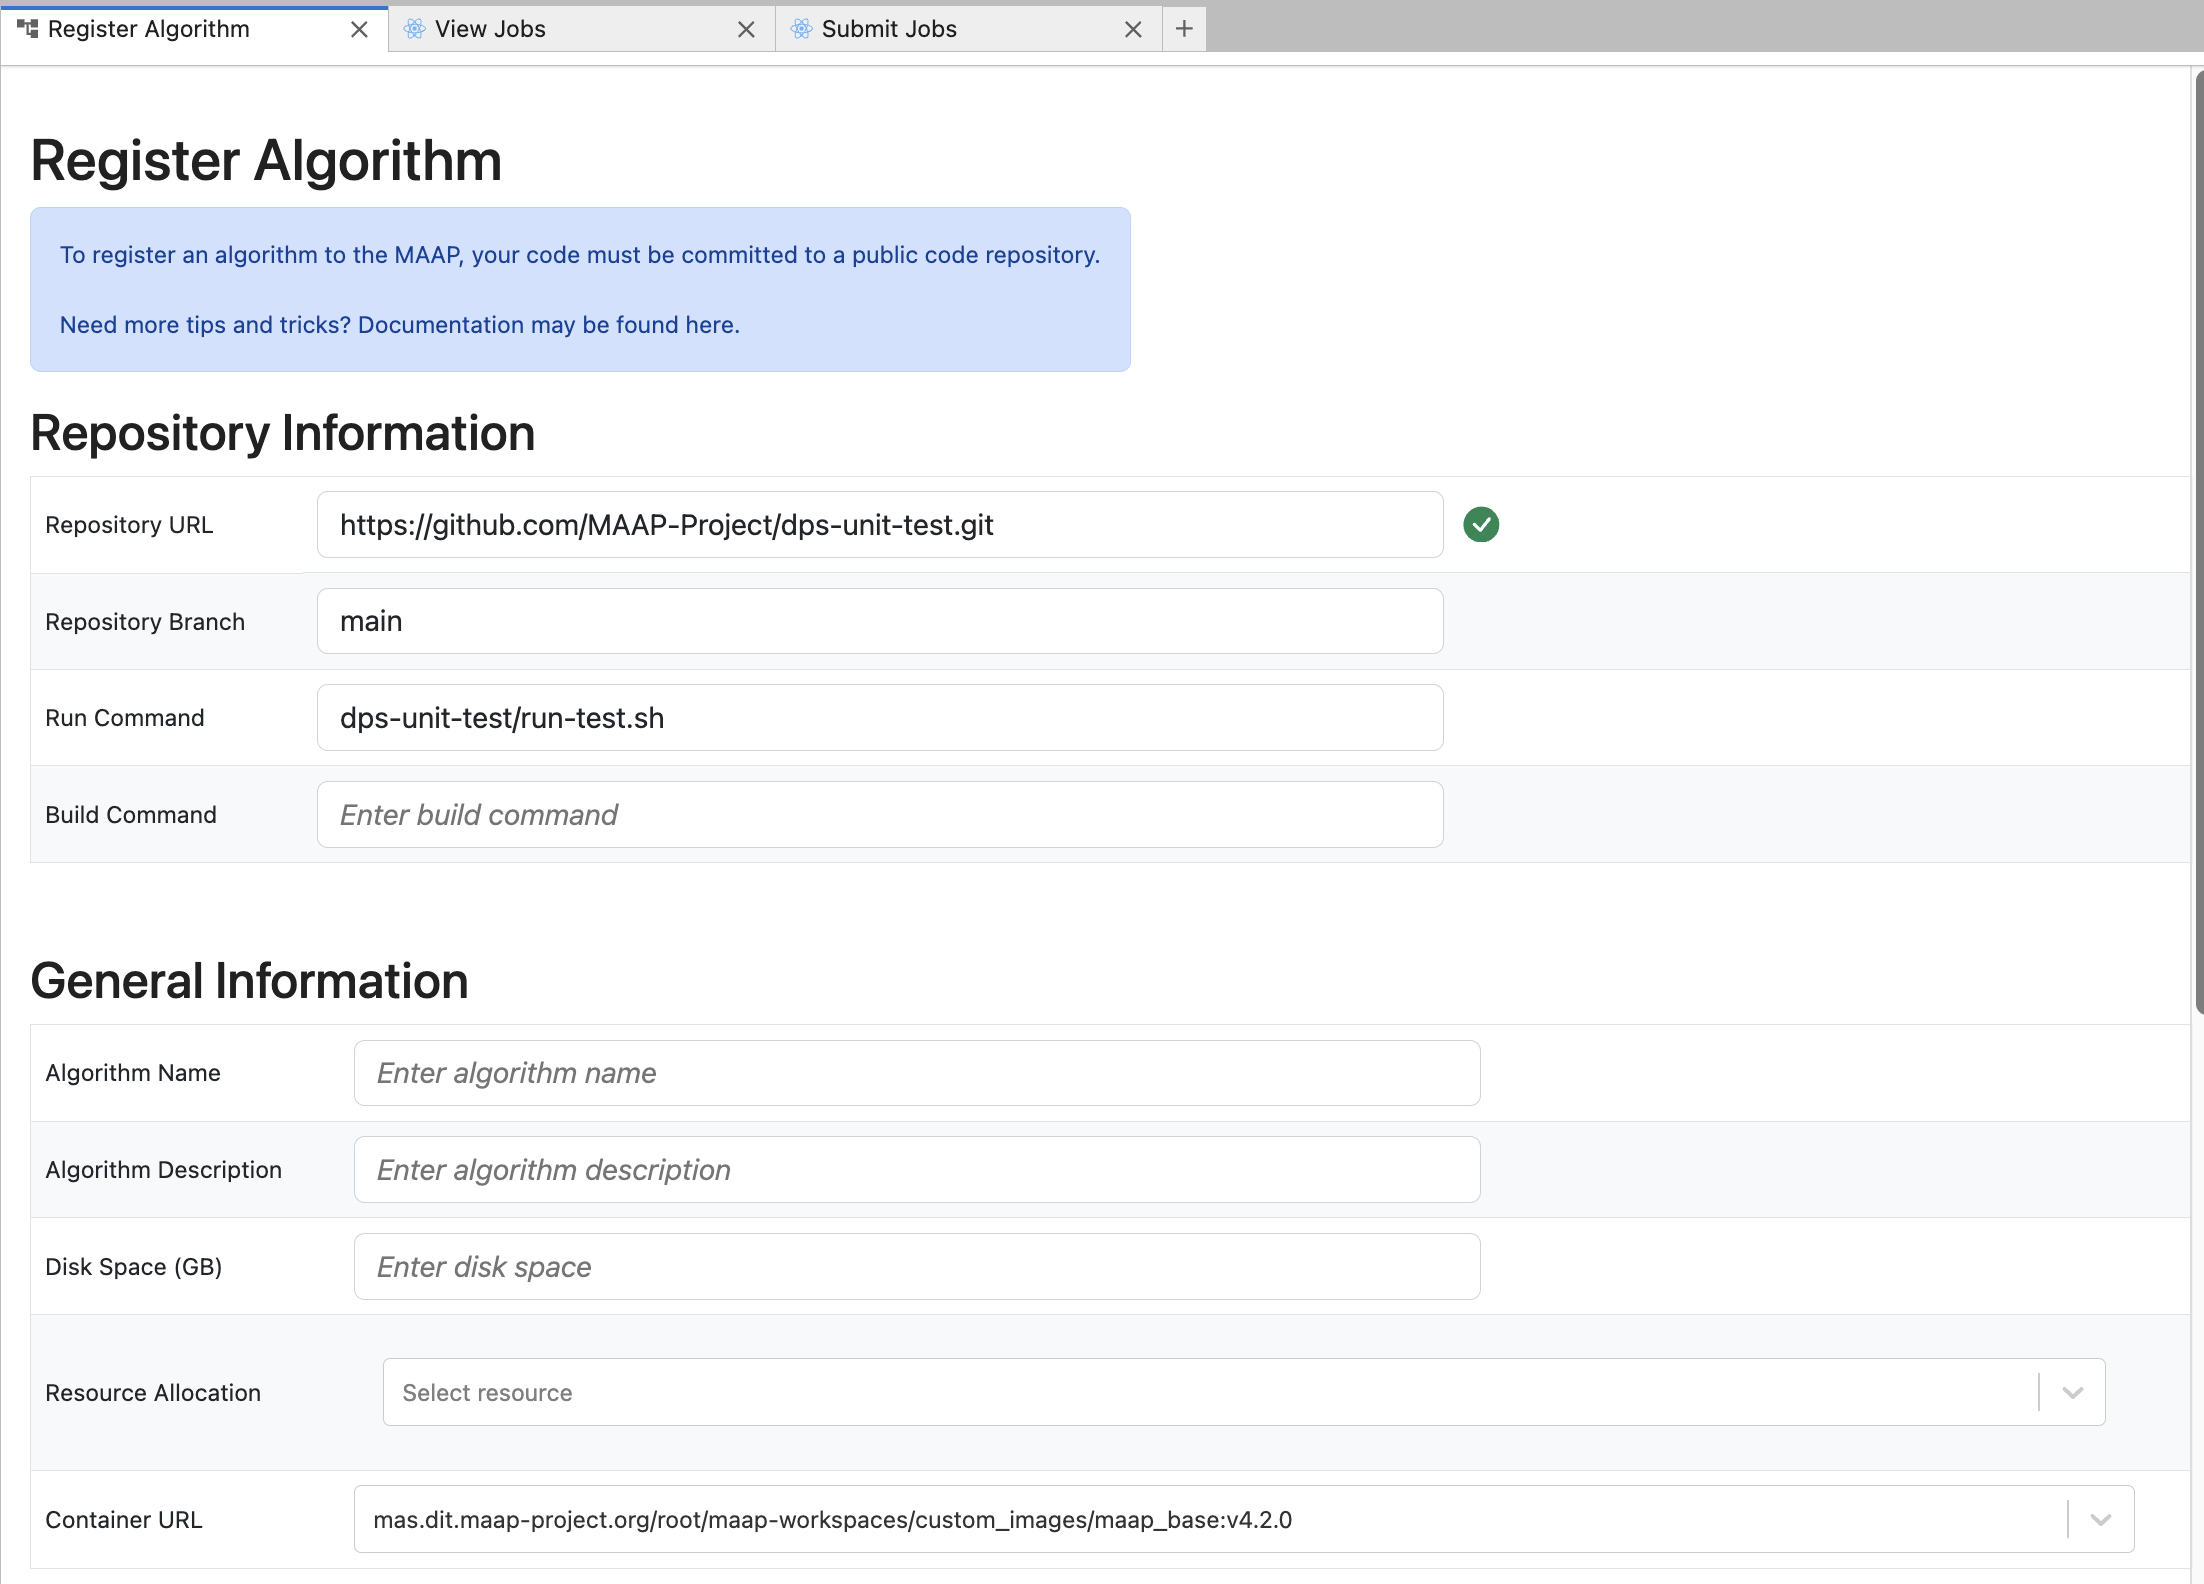 Register Algorithm
View Jobs
Submit Jobs
Register Algorithm
To register an algorithm to the MAAP, your code must be committed to a public code repository.
Need more tips and tricks? Documentation may be found here.
Repository Information
Repository URL
https://github.com/MAAP-Project/dps-unit-test.git
Repository Branch
main
Run Command
dps-unit-test/run-test.sh
Build Command
Enter build command
General Information
Algorithm Name
Enter algorithm name
Algorithm Description
Enter algorithm description
Disk Space (GB)
Enter disk space
Resource Allocation
Select resource
Container URL
mas.dit.maap-project.org/root/maap-workspaces/custom_images/maap_base:v4.2.0